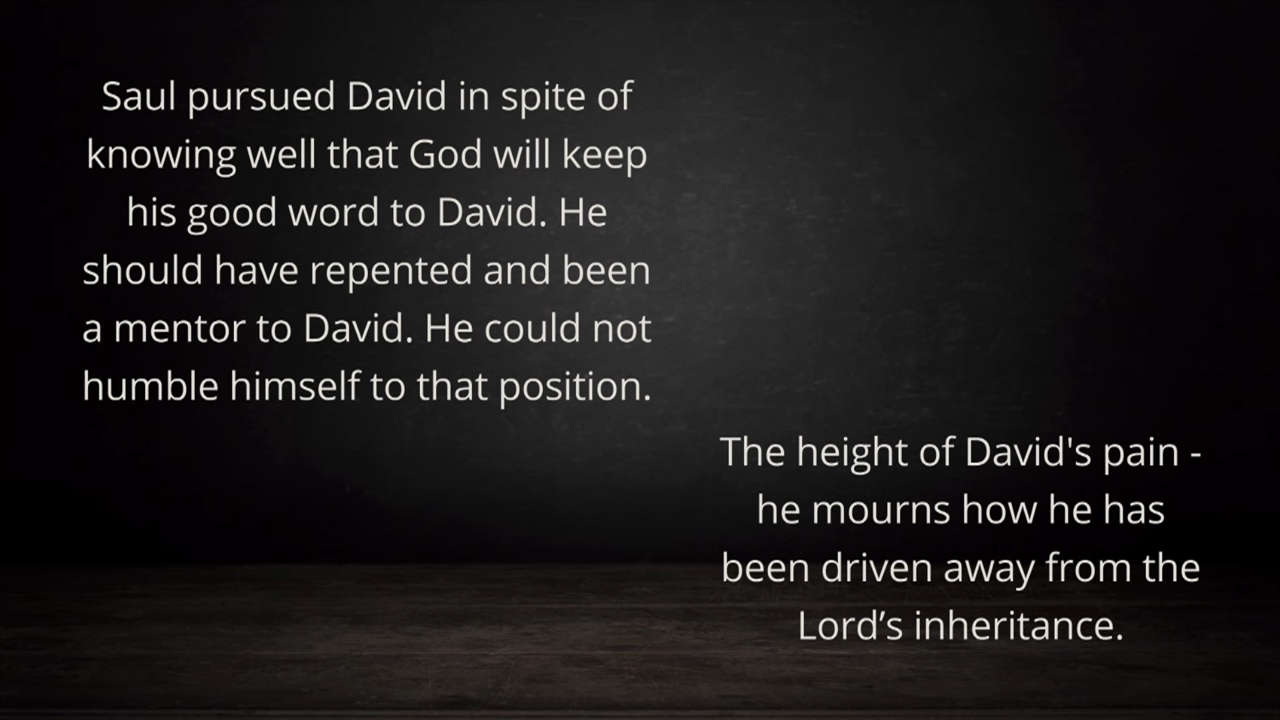 Saul pursued David in spite of
knowing well that God will keep
his good word to David. He
should have repented and been
a mentor to David. He could not
humble himself to that position.
The height of David's pain -
he mourns how he has
been driven away from the
Lord’s inheritance.